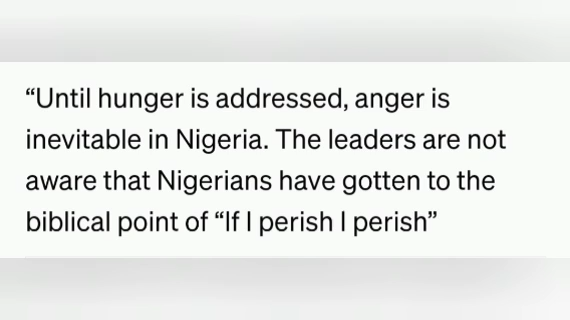 “Until hunger is addressed, anger is
inevitable in Nigeria. The leaders are not
aware that Nigerians have gotten to the
biblical point of “If I perish I perish”